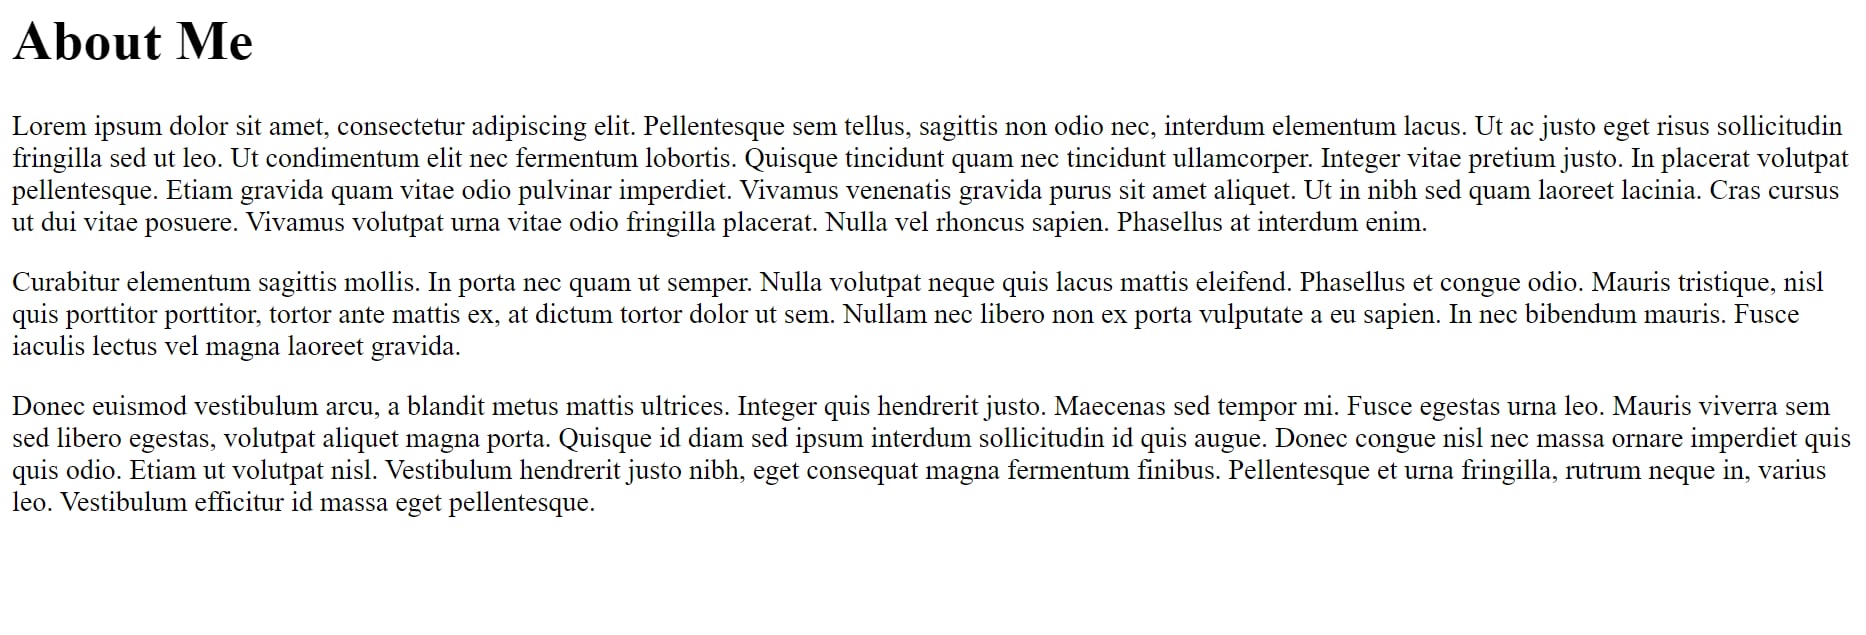 About Me
Lorem ipsum dolor sit amet, consectetur adipiscing elit. Pellentesque sem tellus, sagittis non odio nec, interdum elementum lacus. Ut ac justo eget risus sollicitudin
fringilla sed ut leo. Ut condimentum elit nec fermentum lobortis. Quisque tincidunt quam nec tincidunt ullamcorper. Integer vitae pretium justo. In placerat volutpat
pellentesque. Etiam gravida quam vitae odio pulvinar imperdiet. Vivamus venenatis gravida purus sit amet aliquet. Ut in nibh sed quam laoreet lacinia. Cras cursus
ut dui vitae posuere. Vivamus volutpat urna vitae odio fringilla placerat. Nulla vel rhoncus sapien. Phasellus at interdum enim.
Curabitur elementum sagittis mollis. In porta nec quam ut semper. Nulla volutpat neque quis lacus mattis eleifend. Phasellus et congue odio. Mauris tristique, nisl
quis porttitor porttitor, tortor ante mattis ex, at dictum tortor dolor ut sem. Nullam nec libero non ex porta vulputate a eu sapien. In nec bibendum mauris. Fusce
iaculis lectus vel magna laoreet gravida.
Donec euismod vestibulum arcu, a blandit metus mattis ultrices. Integer quis hendrerit justo. Maecenas sed tempor mi. Fusce egestas urna leo. Mauris viverra sem
sed libero egestas, volutpat aliquet magna porta. Quisque id diam sed ipsum interdum sollicitudin id quis augue. Donec congue nisl nec massa ornare imperdiet quis
quis odio. Etiam ut volutpat nisl. Vestibulum hendrerit justo nibh, eget consequat magna fermentum finibus. Pellentesque et urna fringilla, rutrum neque in, varius
leo. Vestibulum efficitur id massa eget pellentesque.